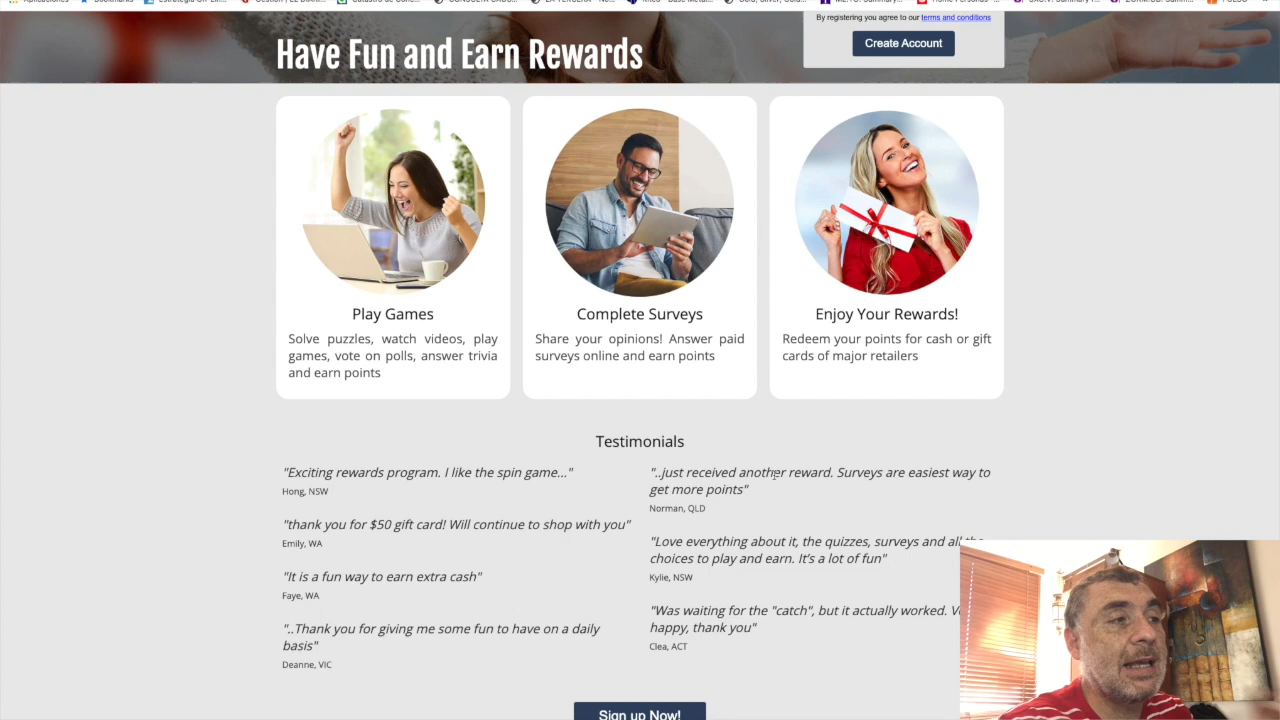 Aplicaciones
Bookmarks
By registering you agree to our terms and conditions
Create Account
Have Fun and Earn Rewards
Play Games
Solve puzzles, watch videos, play
games, vote on polls, answer trivia
and earn points
Complete Surveys
Share your opinions! Answer paid
surveys online and earn points
Enjoy Your Rewards!
Redeem your points for cash or gift
cards of major retailers
Testimonials
"Exciting rewards program. I like the spin game..."
Hong, NSW
"thank you for $50 gift card! Will continue to shop with you"
Emily, WA
"It is a fun way to earn extra cash"
Faye, WA
"..Thank you for giving me some fun to have on a daily
basis"
Deanne, VIC
"..just received another reward. Surveys are easiest way to
get more points"
Norman, QLD
"Love everything about it, the quizzes, surveys and all the
choices to play and earn. It's a lot of fun"
Kylie, NSW
"Was waiting for the "catch", but it actually worked.
happy, thank you"
Clea, ACT
Sign up Now!